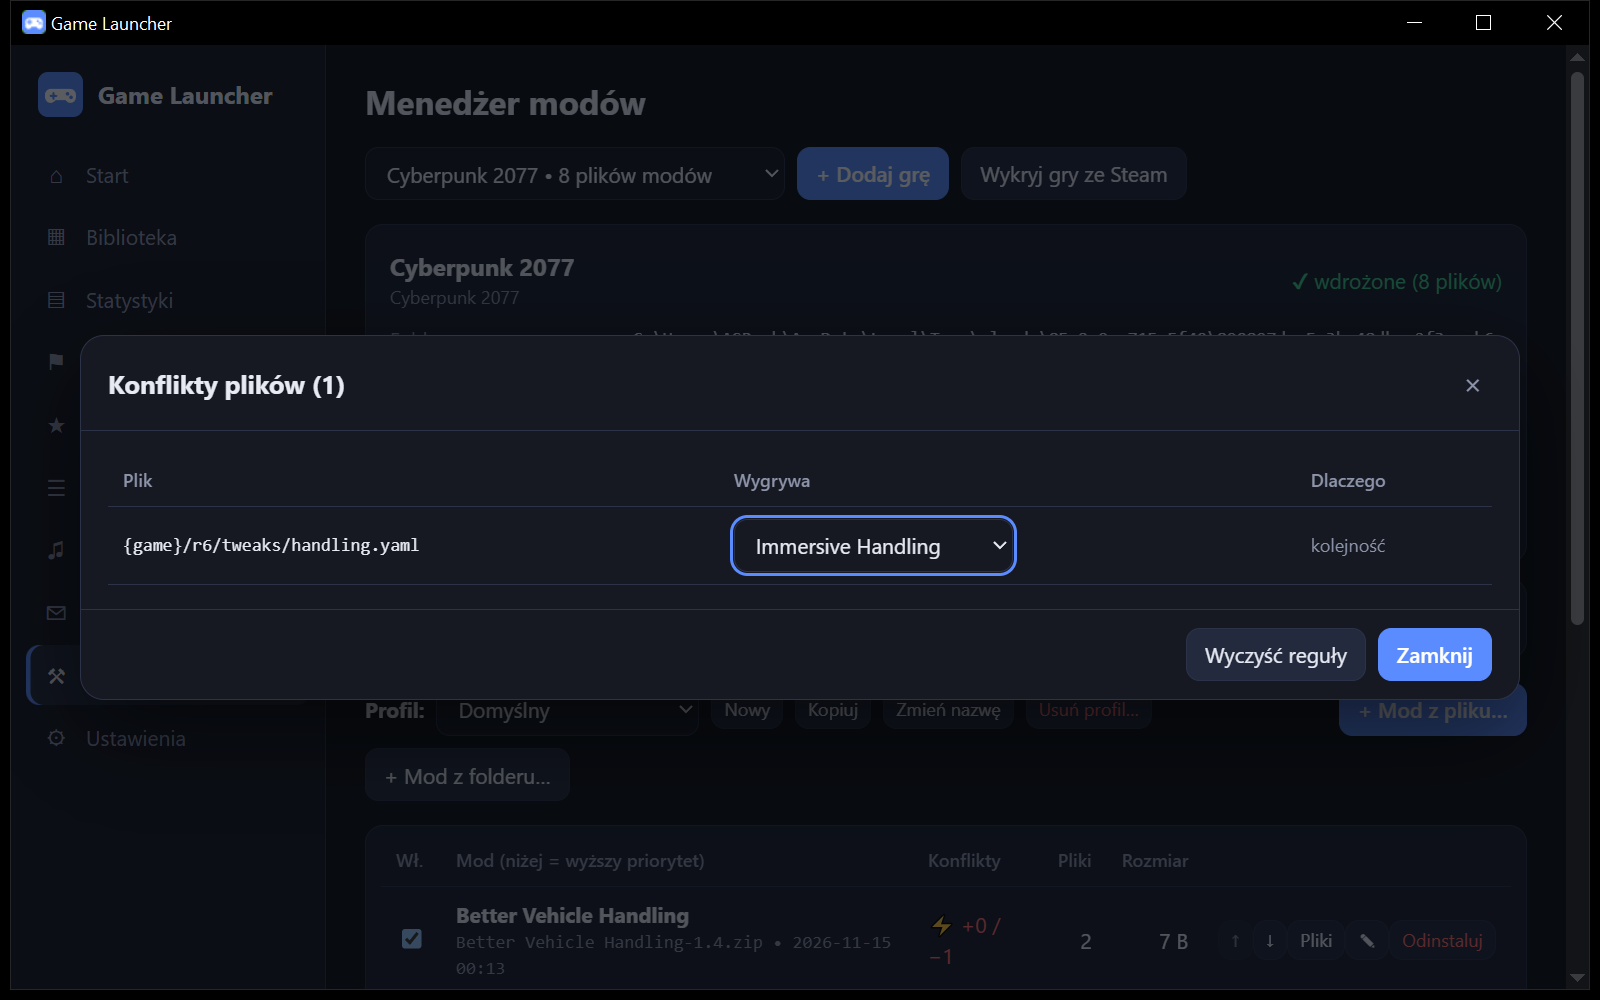 Game Launcher
Game Launcher
Start
Biblioteka
Statystyki
Ustawienia
Menedżer modów
Cyberpunk 2077 • 8 plików modów
+ Dodaj grę
Wykryj gry ze Steam
Cyberpunk 2077
Cyberpunk 2077
✓ wdrożone (8 plików)
Konflikty plików (1)
×
Plik Wygrywa Dlaczego
{game}/r6/tweaks/handling.yaml Immersive Handling kolejność
Wyczyść reguły Zamknij
Profil: Domyślny Nowy Kopiuj Zmień nazwę Usuń profil... + Mod z pliku...
+ Mod z folderu...
Wł. Mod (niżej = wyższy priorytet) Konflikty Pliki Rozmiar
Better Vehicle Handling
Better Vehicle Handling-1.4.zip • 2026-11-15
00:13
⚡ +0 /
−1
2 7 B ↑ ↓ Pliki Odinstaluj